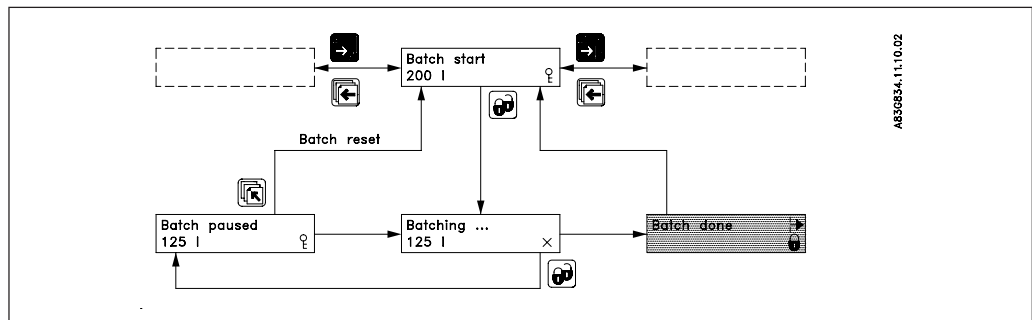 Batch start
200 l
A83G834.11.10.02
Batch reset
Batch paused
125 l
Batching ...
125 l
Batch done